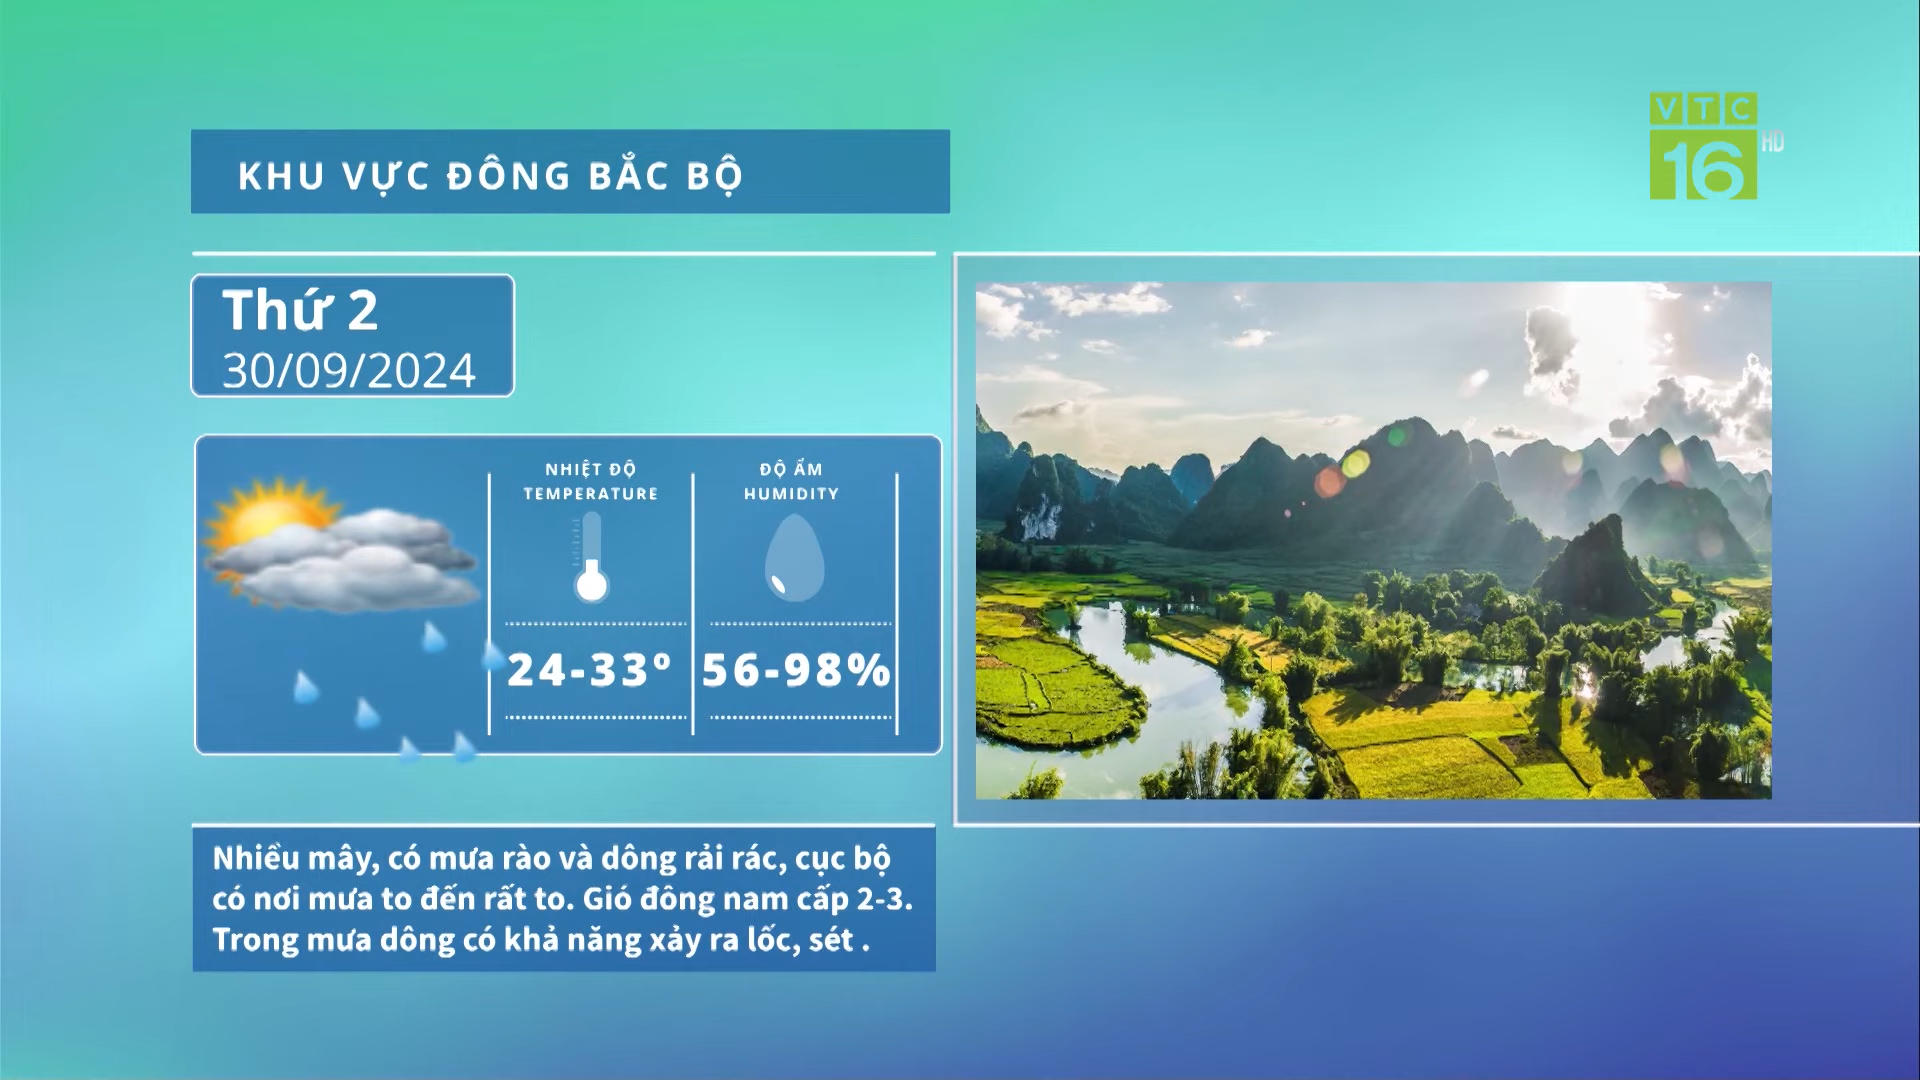 VTC
16 HD
KHU VỰC ĐÔNG BẮC BỘ
Thứ 2
30/09/2024
NHIỆT ĐỘ
TEMPERATURE
24-33º
ĐỘ ẨM
HUMIDITY
56-98%
Nhiều mây, có mưa rào và dông rải rác, cục bộ
có nơi mưa to đến rất to. Gió đông nam cấp 2-3.
Trong mưa dông có khả năng xảy ra lốc, sét .